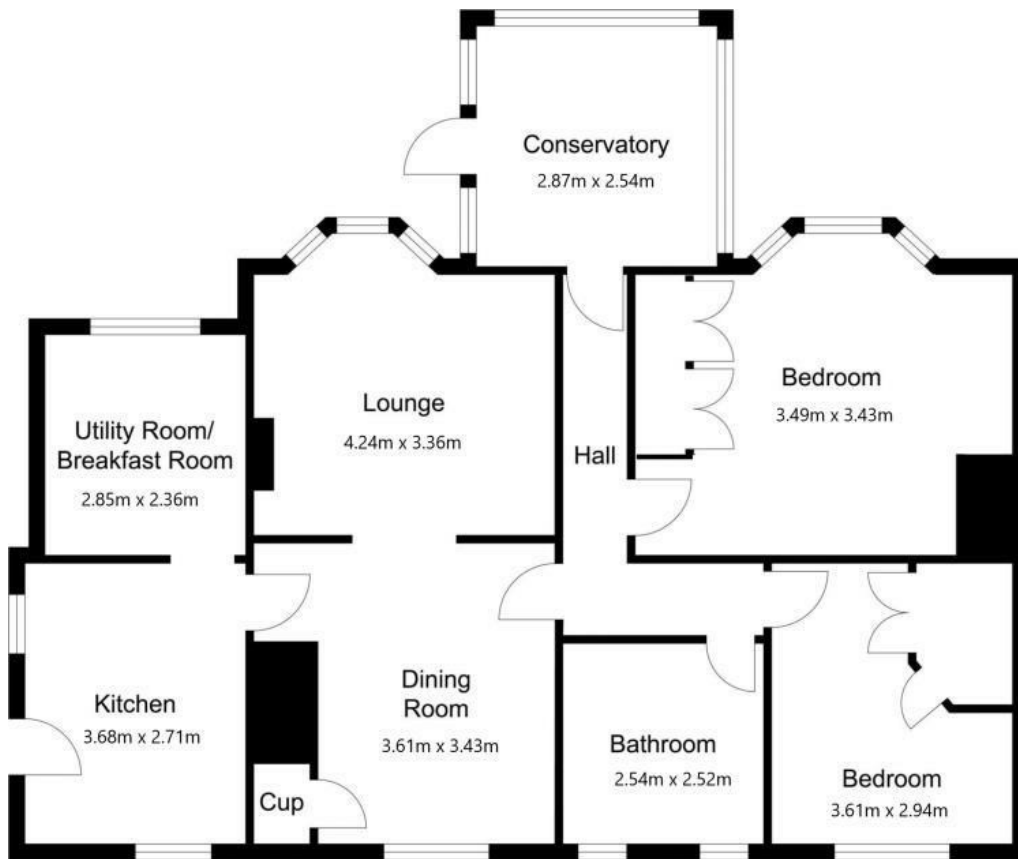 Conservatory
2.87m x 2.54m
Lounge
4.24m x 3.36m
Bedroom
3.49m x 3.43m
Utility Room/
Breakfast Room
2.85m x 2.36m
Hall
Kitchen
3.68m x 2.71m
Dining
Room
3.61m x 3.43m
Bathroom
2.54m x 2.52m
Bedroom
3.61m x 2.94m
Cup